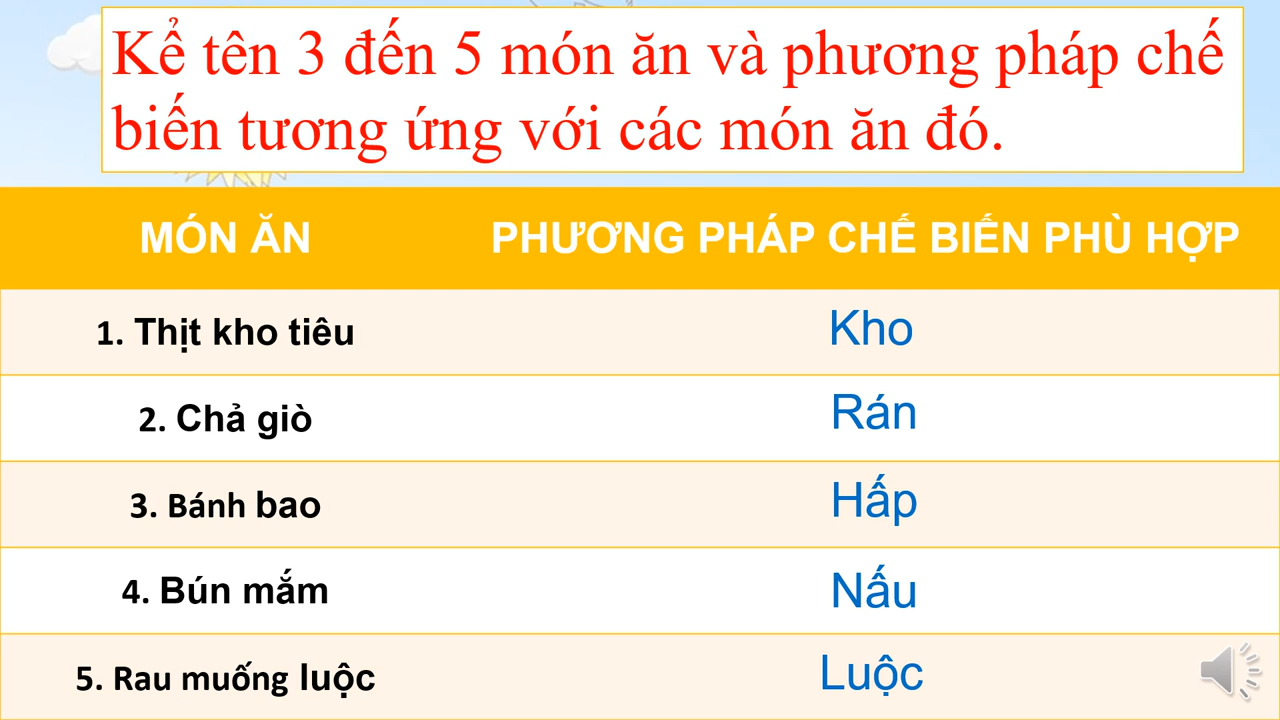 Kể tên 3 đến 5 món ăn và phương pháp chế
biến tương ứng với các món ăn đó.
MÓN ĂN PHƯƠNG PHÁP CHẾ BIẾN PHÙ HỢP
1. Thịt kho tiêu Kho
2. Chả giò Rán
3. Bánh bao Hấp
4. Bún mắm Nấu
5. Rau muống luộc Luộc